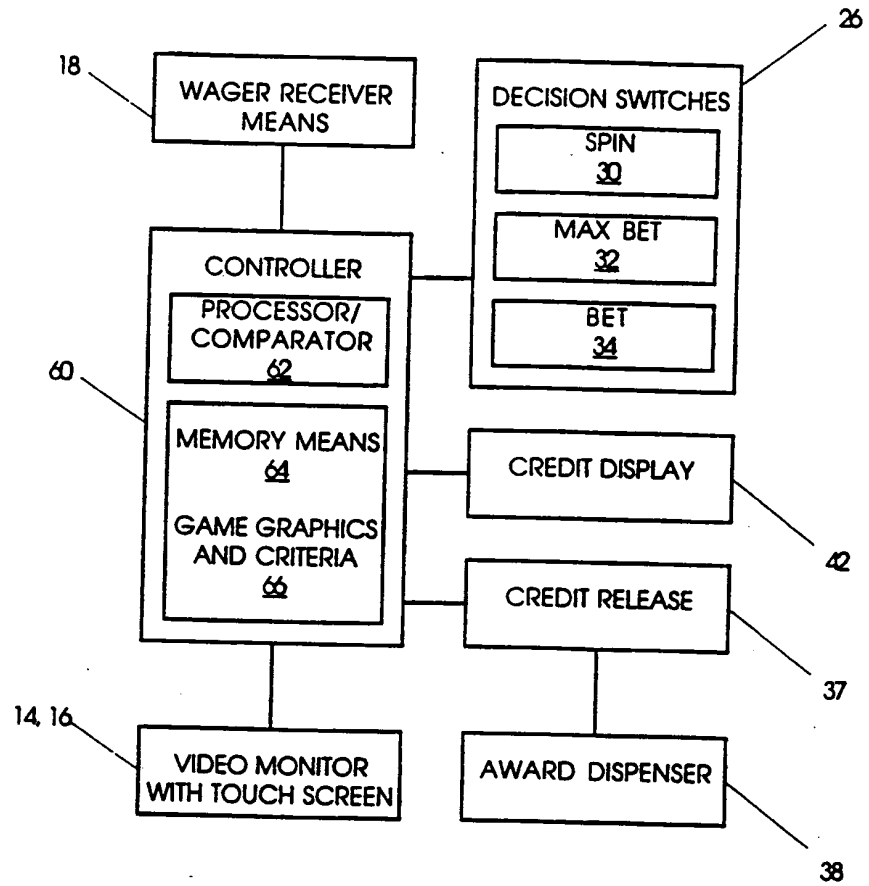 26
18
WAGER RECEIVER
MEANS
DECISION SWITCHES
SPIN
30
MAX BET
32
BET
34
CONTROLLER
PROCESSOR/
COMPARATOR
62
60
MEMORY MEANS
64
GAME GRAPHICS
AND CRITERIA
66
CREDIT DISPLAY
42
CREDIT RELEASE
37
14, 16
VIDEO MONITOR
WITH TOUCH SCREEN
AWARD DISPENSER
38